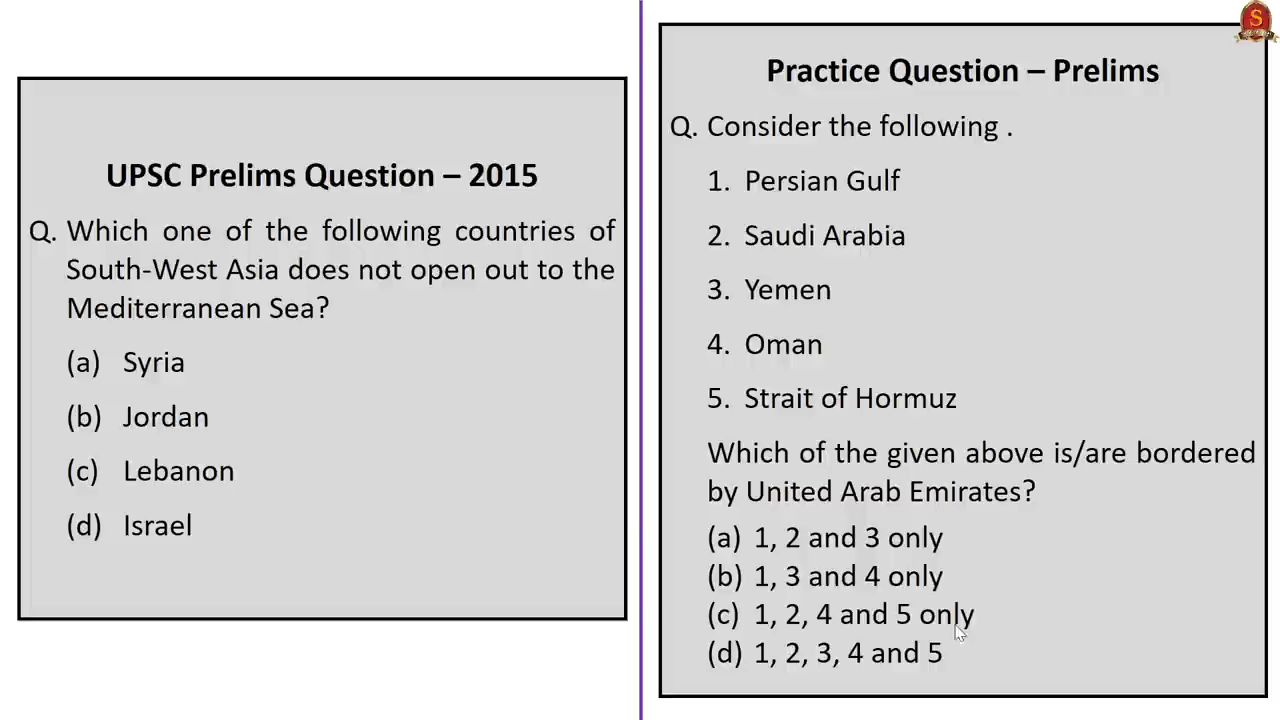 UPSC Prelims Question – 2015
Q. Which one of the following countries of
South-West Asia does not open out to the
Mediterranean Sea?
(a) Syria
(b) Jordan
(c) Lebanon
(d) Israel
Practice Question – Prelims
Q. Consider the following .
1. Persian Gulf
2. Saudi Arabia
3. Yemen
4. Oman
5. Strait of Hormuz
Which of the given above is/are bordered
by United Arab Emirates?
(a) 1, 2 and 3 only
(b) 1, 3 and 4 only
(c) 1, 2, 4 and 5 only
(d) 1, 2, 3, 4 and 5
S